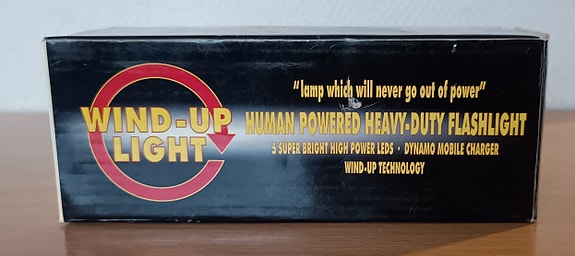 WIND-UP
LIGHT
"lamp which will never go out of power"
HUMAN POWERED HEAVY-DUTY FLASHLIGHT
5 SUPER BRIGHT HIGH POWER LEDS · DYNAMO MOBILE CHARGER
WIND-UP TECHNOLOGY